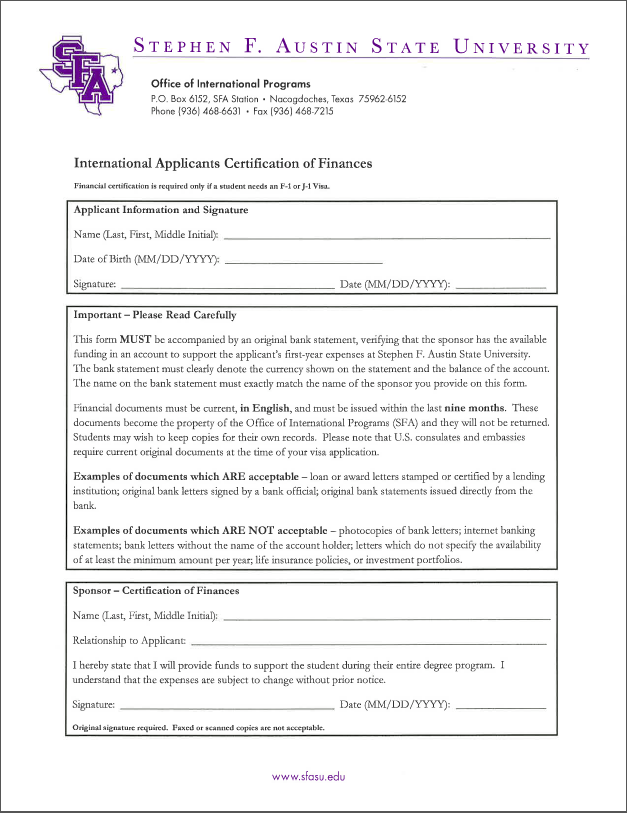 SFA
STEPHEN F. AUSTIN STATE UNIVERSITY
Office of International Programs
P.O. Box 6152, SFA Station • Nacogdoches, Texas 75962-6152
Phone (936) 468-6631 • Fax (936) 468-7215
International Applicants Certification of Finances
Financial certification is required only if a student needs an F-1 or J-1 Visa.
Applicant Information and Signature
Name (Last, First, Middle Initial):
Date of Birth (MM/DD/YYYY):
Signature: Date (MM/DD/YYYY):
Important – Please Read Carefully
This form MUST be accompanied by an original bank statement, verifying that the sponsor has the available
funding in an account to support the applicant's first-year expenses at Stephen F. Austin State University.
The bank statement must clearly denote the currency shown on the statement and the balance of the account.
The name on the bank statement must exactly match the name of the sponsor you provide on this form.
Financial documents must be current, in English, and must be issued within the last nine months. These
documents become the property of the Office of International Programs (SFA) and they will not be returned.
Students may wish to keep copies for their own records. Please note that U.S. consulates and embassies
require current original documents at the time of your visa application.
Examples of documents which ARE acceptable – loan or award letters stamped or certified by a lending
institution; original bank letters signed by a bank official; original bank statements issued directly from the
bank.
Examples of documents which ARE NOT acceptable – photocopies of bank letters; internet banking
statements; bank letters without the name of the account holder; letters which do not specify the availability
of at least the minimum amount per year; life insurance policies, or investment portfolios.
Sponsor – Certification of Finances
Name (Last, First, Middle Initial):
Relationship to Applicant:
I hereby state that I will provide funds to support the student during their entire degree program. I
understand that the expenses are subject to change without prior notice.
Signature: Date (MM/DD/YYYY):
Original signature required. Faxed or scanned copies are not acceptable.
www.sfasu.edu